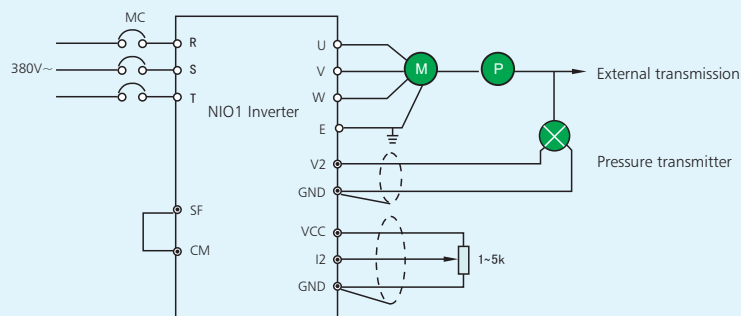 MC
R
380V~
S
T
NIO1 Inverter
U
V
W
E
M
P
External transmission
V2
GND
Pressure transmitter
SF
CM
VCC
I2
GND
1~5k